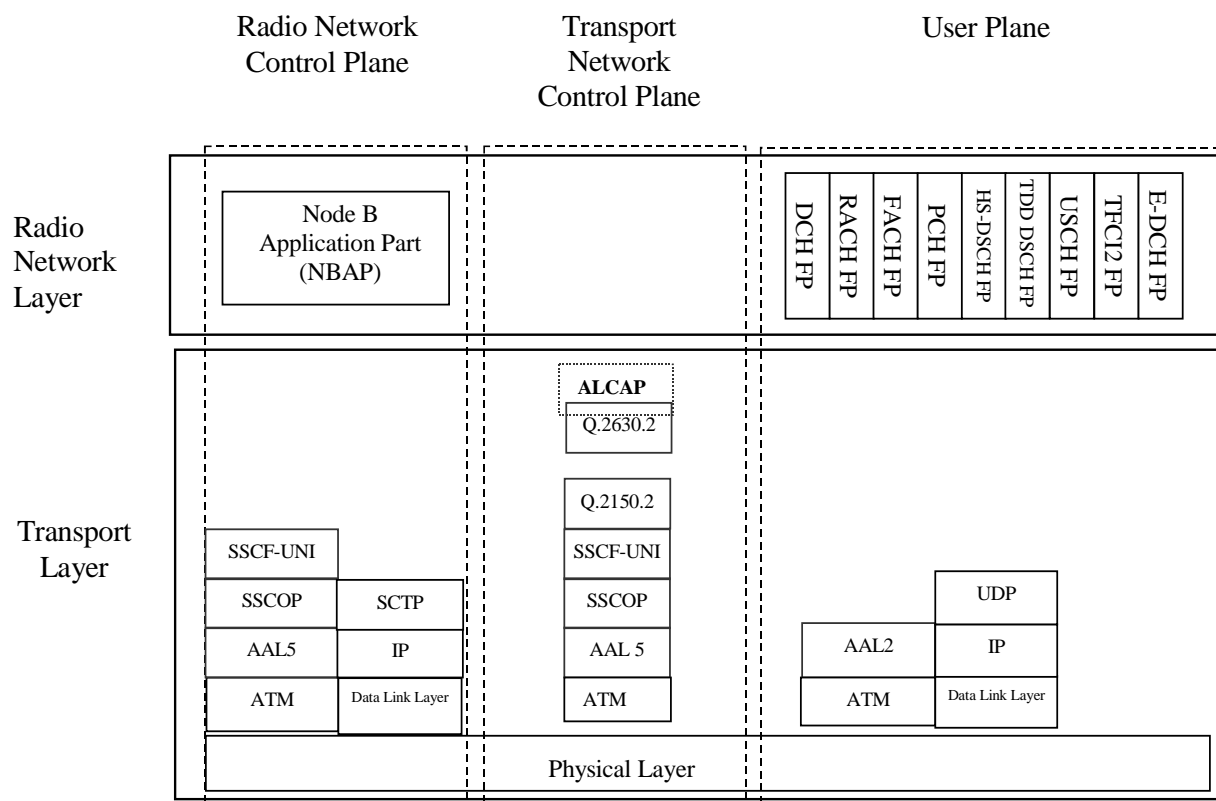 Radio Network
Control Plane
Transport
Network
Control Plane
User Plane
Radio
Network
Layer
Node B
Application Part
(NBAP)
DCH FP
RACH FP
FACH FP
PCH FP
HS-DSCH FP
TDD DSCH FP
USCH FP
TFCI2 FP
E-DCH FP
Transport
Layer
ALCAP
Q.2630.2
Q.2150.2
SSCF-UNI
SSCF-UNI
SSCOP
SCTP
SSCOP
UDP
AAL5
IP
AAL 5
AAL2
IP
ATM
Data Link Layer
ATM
ATM
Data Link Layer
Physical Layer